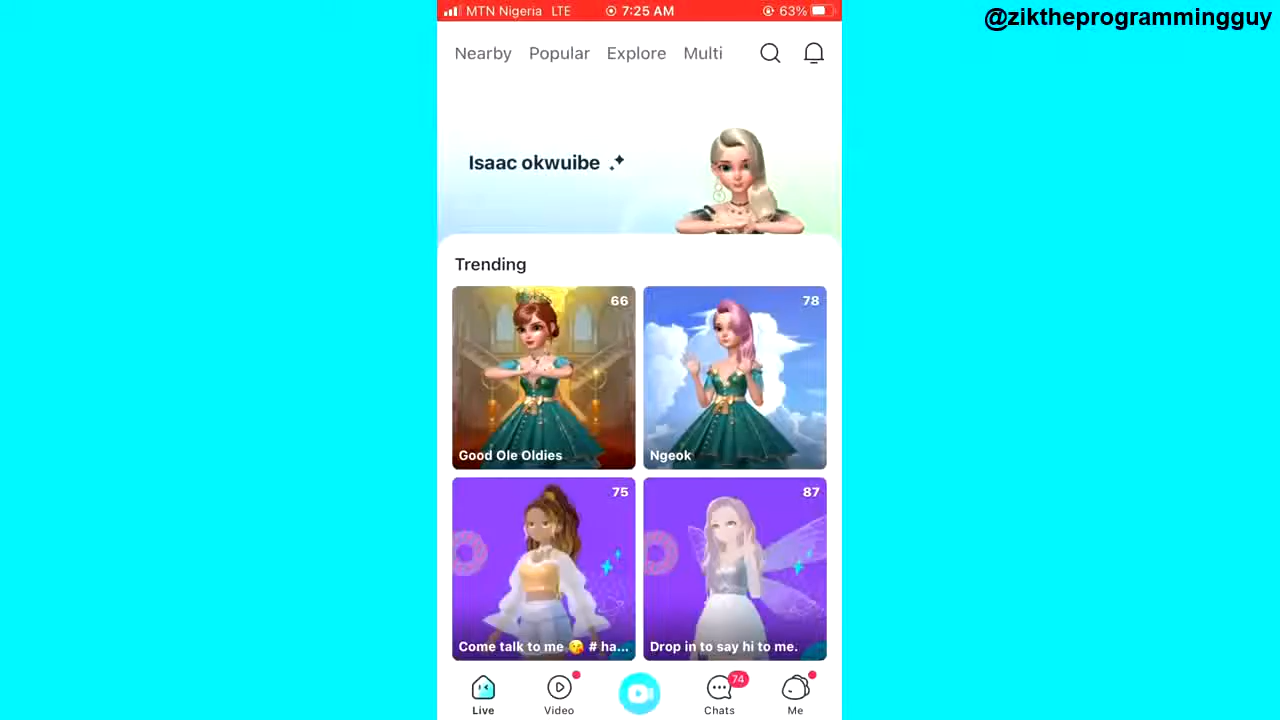 @ziktheprogrammingguy
MTN Nigeria LTE 7:25 AM 63%
Nearby Popular Explore Multi
Isaac okwuibe
Trending
66 78
Good Ole Oldies Ngeok
75 87
Come talk to me 😘 # ha... Drop in to say hi to me.
74
Live Video Chats Me